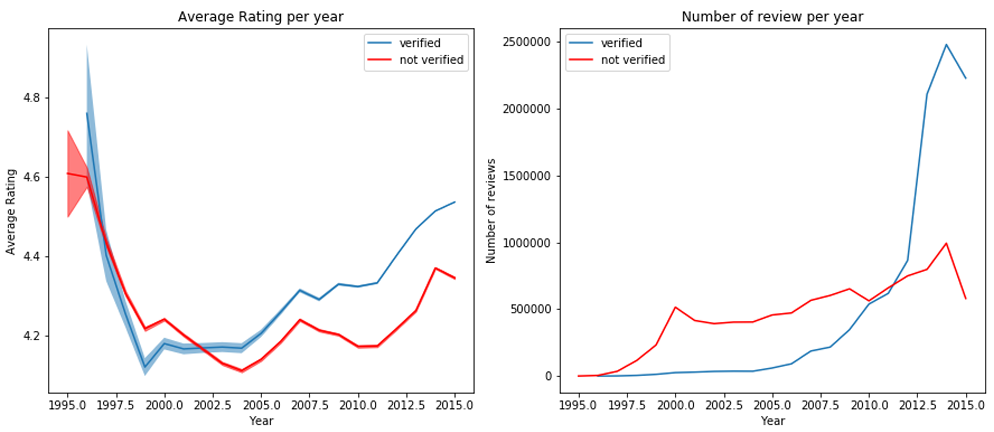 Average Rating per year
verified
not verified
4.8
4.6
4.4
4.2
Average Rating
1995.0 1997.5 2000.0 2002.5 2005.0 2007.5 2010.0 2012.5 2015.0
Year
Number of review per year
verified
not verified
2500000
2000000
1500000
1000000
500000
0
Number of reviews
1995.0 1997.5 2000.0 2002.5 2005.0 2007.5 2010.0 2012.5 2015.0
Year